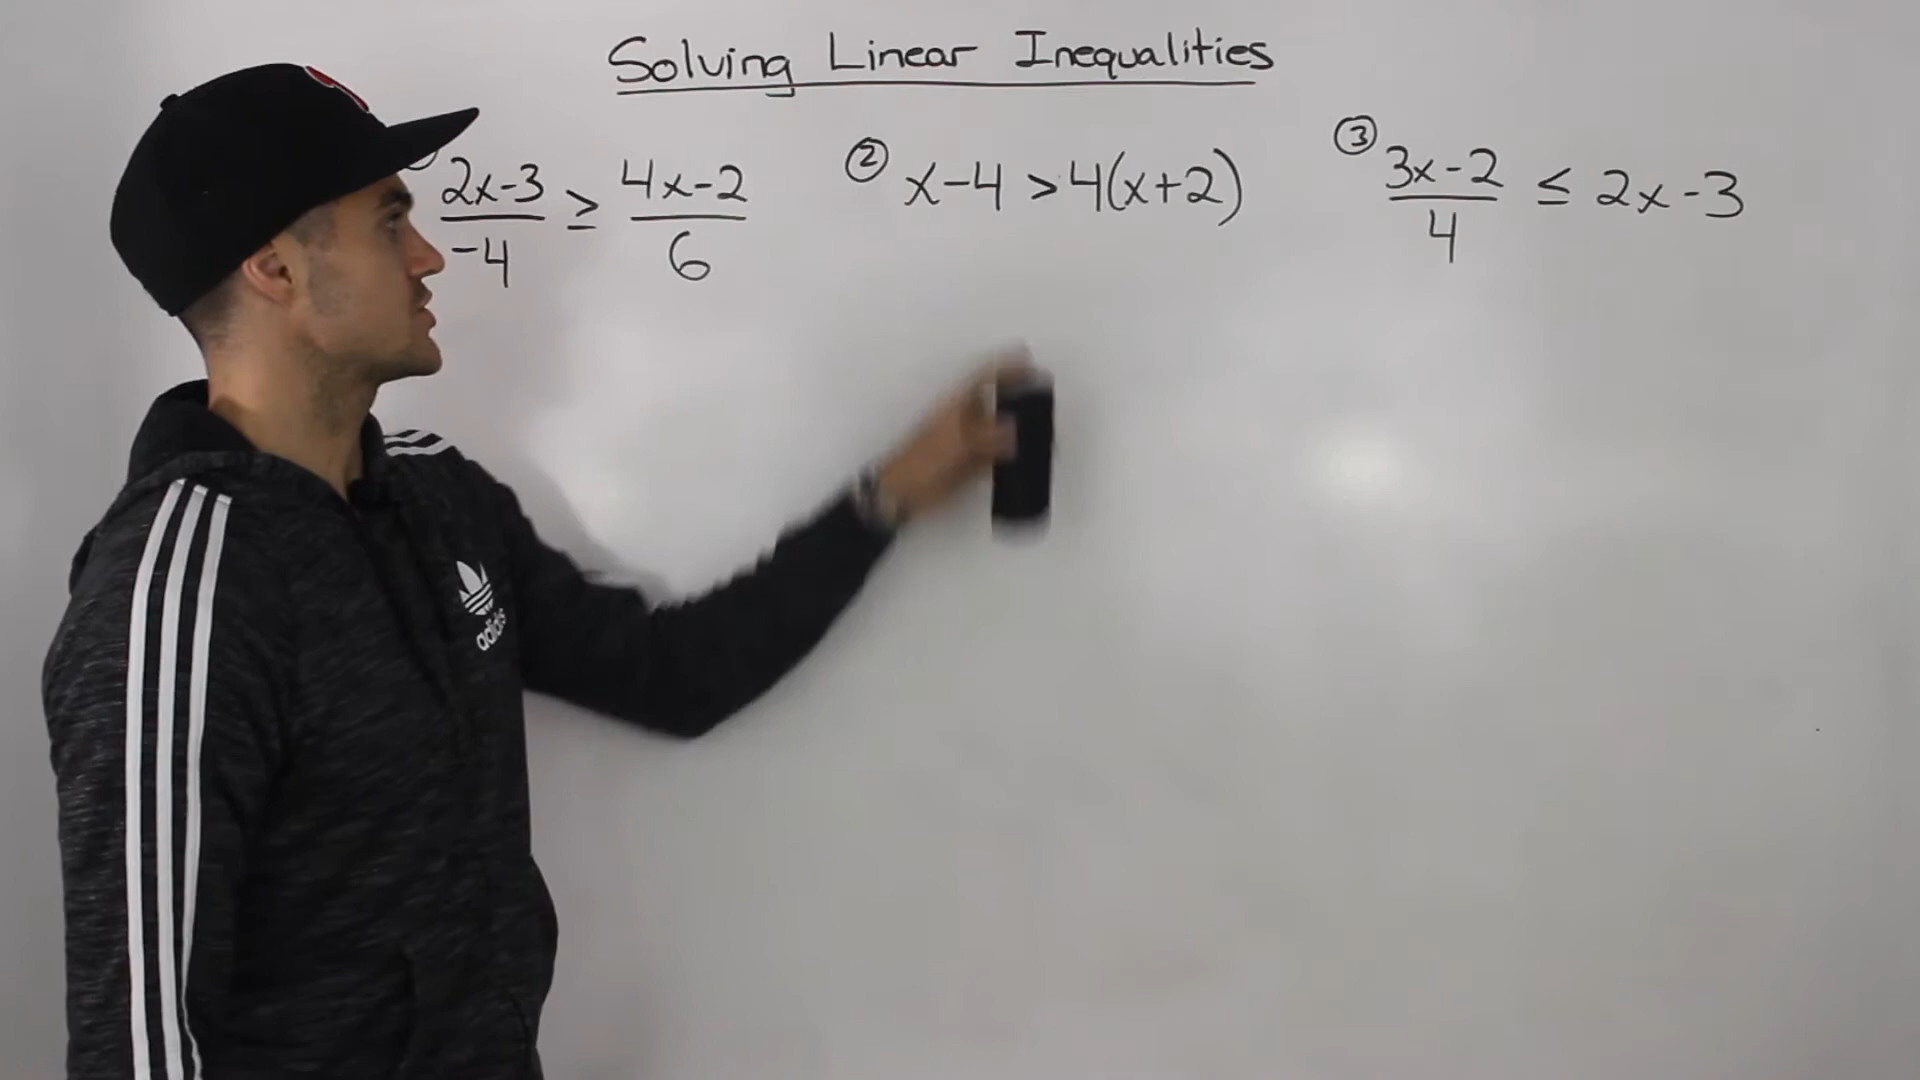 Solving Linear Inequalities
2x-3 / -4 ≥ 4x-2 / 6
② x-4 > 4(x+2)
③ 3x-2 / 4 ≤ 2x-3
adidas